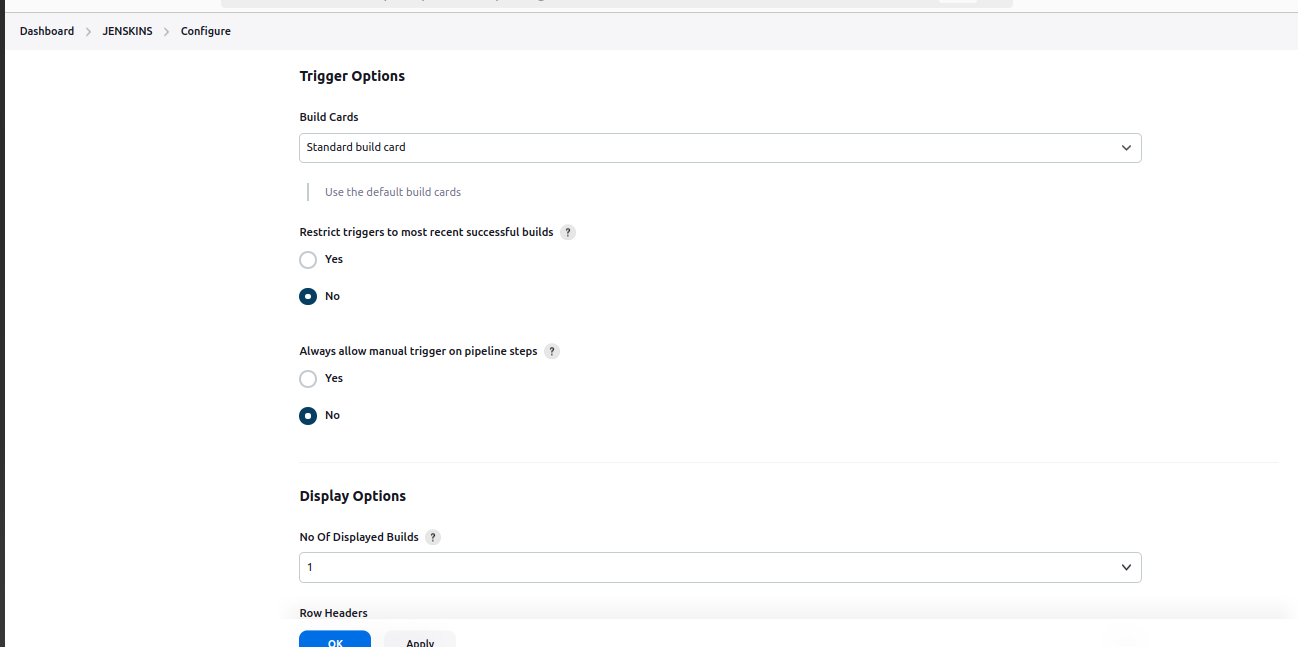 Dashboard > JENSKINS > Configure
Trigger Options
Build Cards
Standard build card
Use the default build cards
Restrict triggers to most recent successful builds ?
Yes
No
Always allow manual trigger on pipeline steps ?
Yes
No
Display Options
No Of Displayed Builds ?
1
Row Headers
OK Apply